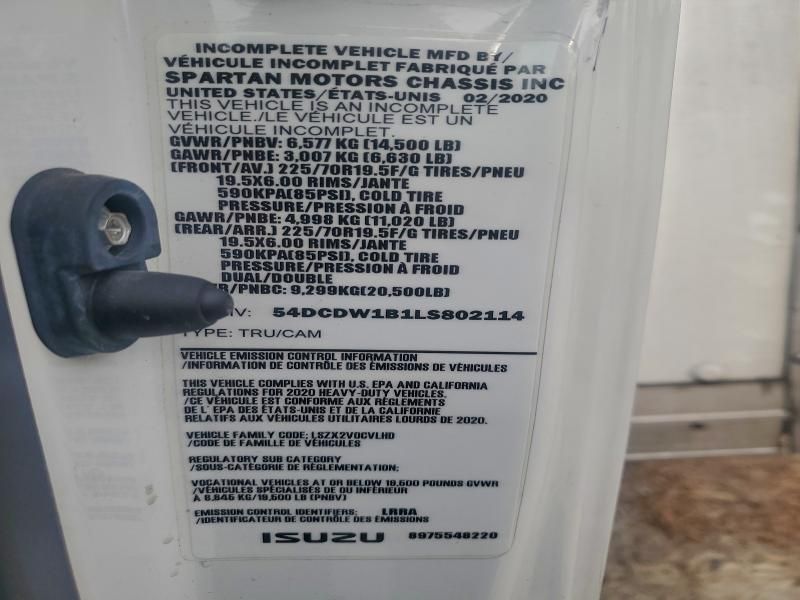 INCOMPLETE VEHICLE MFD BY/
VÉHICULE INCOMPLET FABRIQUÉ PAR
SPARTAN MOTORS CHASSIS INC
UNITED STATES/ÉTATS-UNIS 02/2020
THIS VEHICLE IS AN INCOMPLETE
VEHICLE./LE VÉHICULE EST UN
VÉHICULE INCOMPLET.
GVWR/PNBV: 6,577 KG (14,500 LB)
GAWR/PNBE: 3,007 KG (6,630 LB)
(FRONT/AV.) 225/70R19.5F/G TIRES/PNEU
19.5X6.00 RIMS/JANTE
590KPA(85PSI), COLD TIRE
PRESSURE/PRESSION À FROID
GAWR/PNBE: 4,998 KG (11,020 LB)
(REAR/ARR.) 225/70R19.5F/G TIRES/PNEU
19.5X6.00 RIMS/JANTE
590KPA(85PSI), COLD TIRE
PRESSURE/PRESSION À FROID
DUAL/DOUBLE
/PNBC: 9,299KG(20,500LB)
IV: 54DCDW1B1LS802114
TYPE: TRU/CAM
VEHICLE EMISSION CONTROL INFORMATION
/INFORMATION DE CONTRÔLE DES ÉMISSIONS DE VÉHICULES
THIS VEHICLE COMPLIES WITH U.S. EPA AND CALIFORNIA
REGULATIONS FOR 2020 HEAVY-DUTY VEHICLES.
/CE VÉHICULE EST CONFORME AUX RÈGLEMENTS
DE L' EPA DES ÉTATS-UNIS ET DE LA CALIFORNIE
RELATIFS AUX VÉHICULES UTILITAIRES LOURDS DE 2020.
VEHICLE FAMILY CODE: LSZX2VOCVLHD
/CODE DE FAMILLE DE VÉHICULES
REGULATORY SUB CATEGORY
/SOUS-CATÉGORIE DE RÉGLEMENTATION:
VOCATIONAL VEHICLES AT OR BELOW 19,500 POUNDS GVWR
/VÉHICULES SPÉCIALISÉS DE OU INFÉRIEUR
À 8,845 KG/19,500 LB (PNBV)
EMISSION CONTROL IDENTIFIERS: LRRA
/IDENTIFICATEUR DE CONTRÔLE DES ÉMISSIONS
ISUZU 8975548220